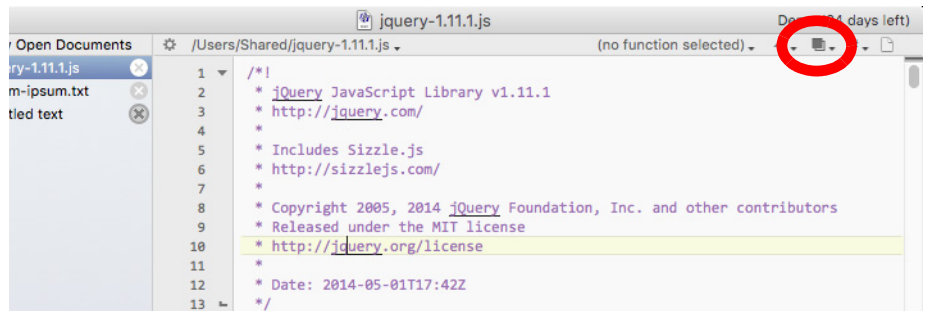 jquery-1.11.1.js
days left)
Open Documents
/Users/Shared/jquery-1.11.1.js
(no function selected)
ry-1.11.1.js
m-ipsum.txt
tled text
1 /*!
2 * jQuery JavaScript Library v1.11.1
3 * http://jquery.com/
4 *
5 * Includes Sizzle.js
6 * http://sizzlejs.com/
7 *
8 * Copyright 2005, 2014 jQuery Foundation, Inc. and other contributors
9 * Released under the MIT license
10 * http://jquery.org/license
11 *
12 * Date: 2014-05-01T17:42Z
13 */